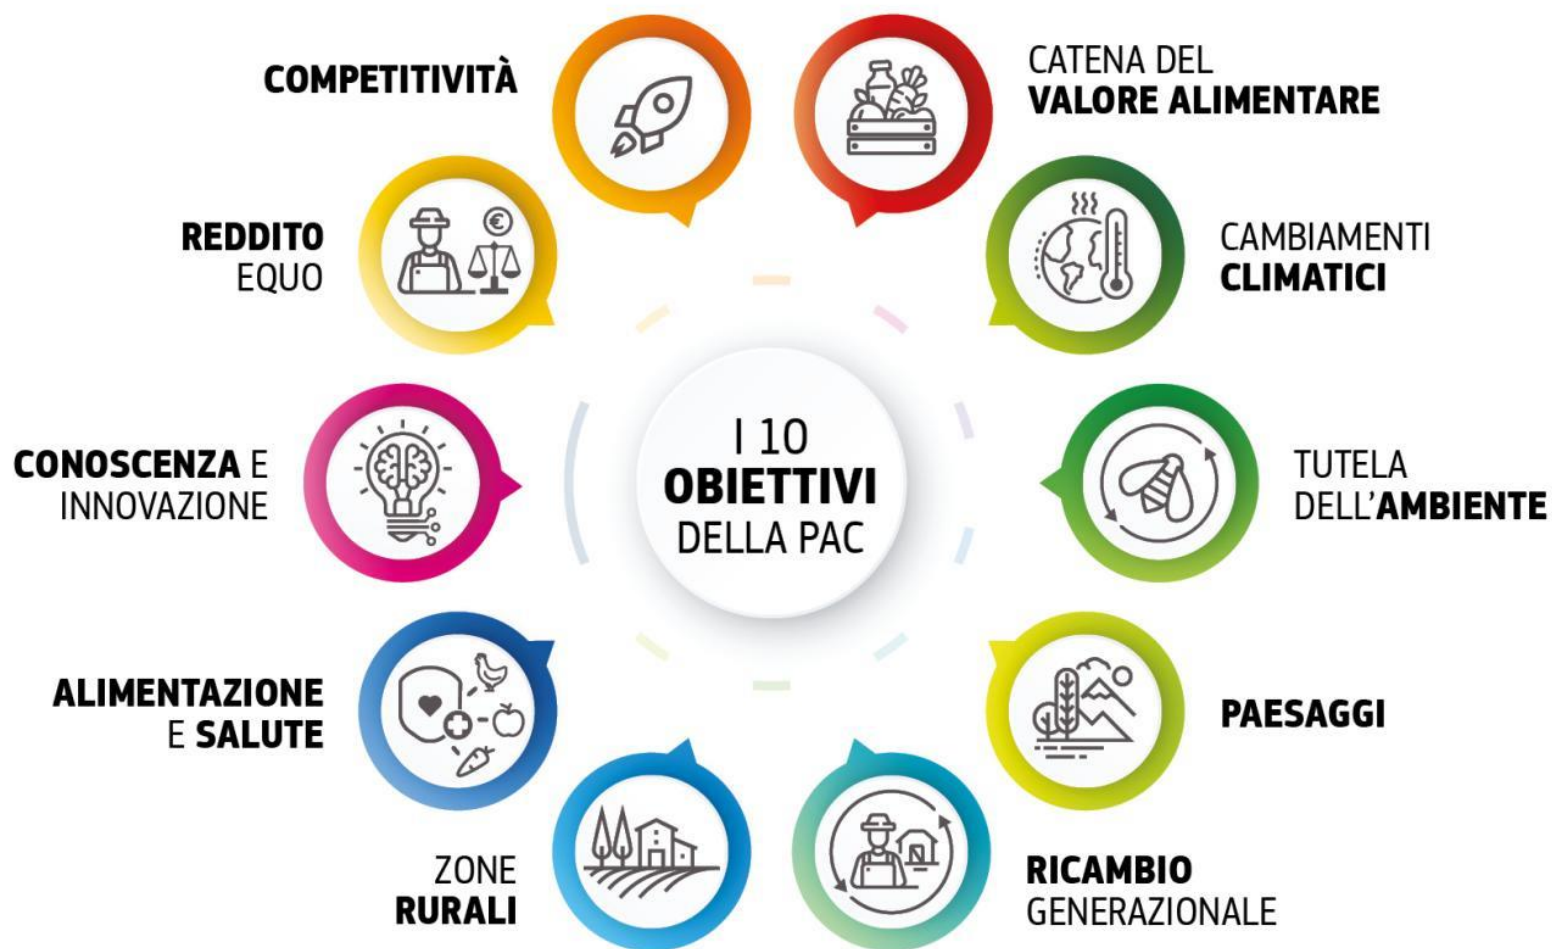 COMPETITIVITÀ
CATENA DEL
VALORE ALIMENTARE
REDDITO
EQUO
€
CAMBIAMENTI
CLIMATICI
CONOSCENZA E
INNOVAZIONE
I 10
OBIETTIVI
DELLA PAC
TUTELA
DELL'AMBIENTE
ALIMENTAZIONE
E SALUTE
PAESAGGI
ZONE
RURALI
RICAMBIO
GENERAZIONALE